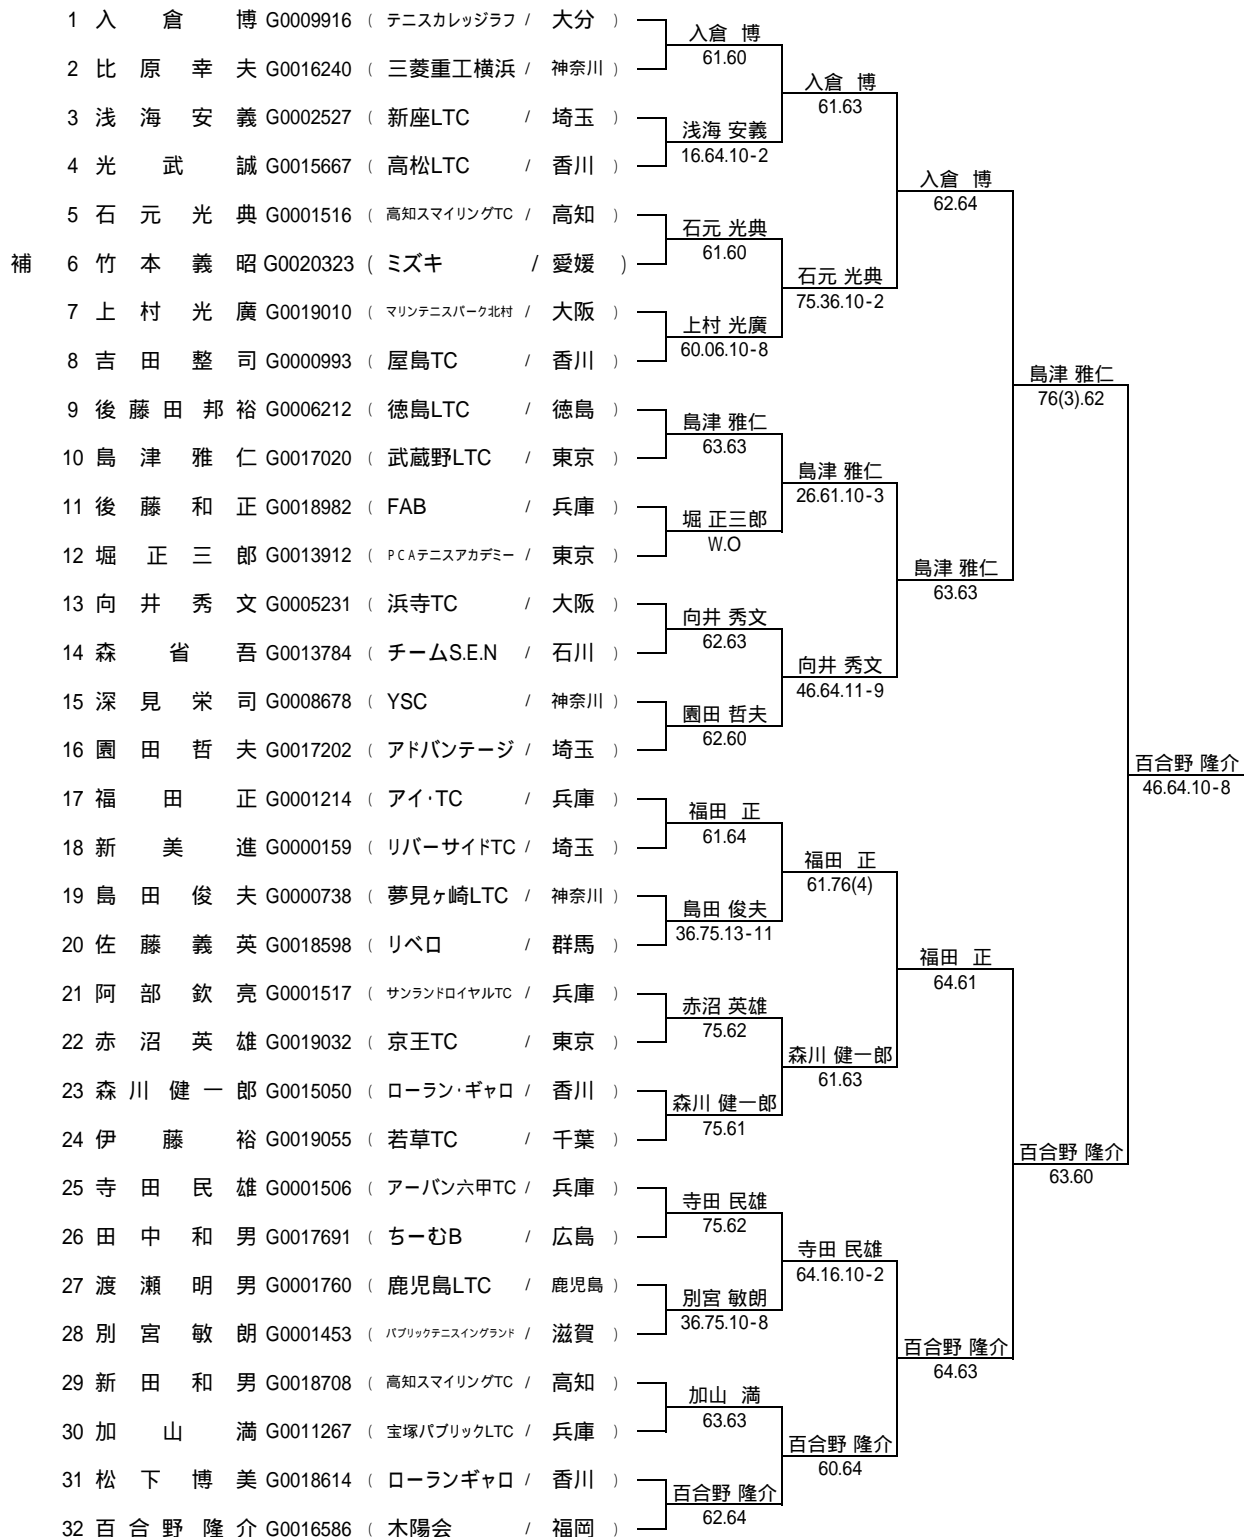 1 入倉 博 G0009916 ( テニスカレッジラフ / 大分 )
2 比原 幸夫 G0016240 ( 三菱重工横浜 / 神奈川 )
3 浅海 安義 G0002527 ( 新座LTC / 埼玉 )
4 光武 誠 G0015667 ( 高松LTC / 香川 )
5 石元 光典 G0001516 ( 高知スマイリングTC / 高知 )
補 6 竹本 義昭 G0020323 ( ミズキ / 愛媛 )
7 上村 光廣 G0019010 ( マリンテニスパーク北村 / 大阪 )
8 吉田 整司 G0000993 ( 屋島TC / 香川 )
9 後藤田 邦裕 G0006212 ( 徳島LTC / 徳島 )
10 島津 雅仁 G0017020 ( 武蔵野LTC / 東京 )
11 後藤 和正 G0018982 ( FAB / 兵庫 )
12 堀 正三郎 G0013912 ( PCAテニスアカデミー / 東京 )
13 向井 秀文 G0005231 ( 浜寺TC / 大阪 )
14 森 省吾 G0013784 ( チームS.E.N / 石川 )
15 深見 栄司 G0008678 ( YSC / 神奈川 )
16 園田 哲夫 G0017202 ( アドバンテージ / 埼玉 )
17 福田 正 G0001214 ( アイ·TC / 兵庫 )
18 新美 進 G0000159 ( リバーサイドTC / 埼玉 )
19 島田 俊夫 G0000738 ( 夢見ヶ崎LTC / 神奈川 )
20 佐藤 義英 G0018598 ( リベロ / 群馬 )
21 阿部 欽亮 G0001517 ( サンランドロイヤルTC / 兵庫 )
22 赤沼 英雄 G0019032 ( 京王TC / 東京 )
23 森川 健一郎 G0015050 ( ローラン·ギャロ / 香川 )
24 伊藤 裕 G0019055 ( 若草TC / 千葉 )
25 寺田 民雄 G0001506 ( アーバン六甲TC / 兵庫 )
26 田中 和男 G0017691 ( ちーむB / 広島 )
27 渡瀬 明男 G0001760 ( 鹿児島LTC / 鹿児島 )
28 別宮 敏朗 G0001453 ( パブリックテニスイングランド / 滋賀 )
29 新田 和男 G0018708 ( 高知スマイリングTC / 高知 )
30 加山 満 G0011267 ( 宝塚パブリックLTC / 兵庫 )
31 松下 博美 G0018614 ( ローランギャロ / 香川 )
32 百合野 隆介 G0016586 ( 木陽会 / 福岡 )
入倉 博
61.60
浅海 安義
16.64.10-2
石元 光典
61.60
上村 光廣
60.06.10-8
島津 雅仁
63.63
堀 正三郎
W.O
向井 秀文
62.63
園田 哲夫
62.60
福田 正
61.64
島田 俊夫
36.75.13-11
赤沼 英雄
75.62
森川 健一郎
75.61
寺田 民雄
75.62
別宮 敏朗
36.75.10-8
加山 満
63.63
百合野 隆介
62.64
入倉 博
61.63
石元 光典
75.36.10-2
島津 雅仁
26.61.10-3
向井 秀文
46.64.11-9
福田 正
61.76(4)
森川 健一郎
61.63
寺田 民雄
64.16.10-2
百合野 隆介
60.64
入倉 博
62.64
島津 雅仁
63.63
福田 正
64.61
百合野 隆介
64.63
島津 雅仁
76(3).62
百合野 隆介
63.60
百合野 隆介
46.64.10-8